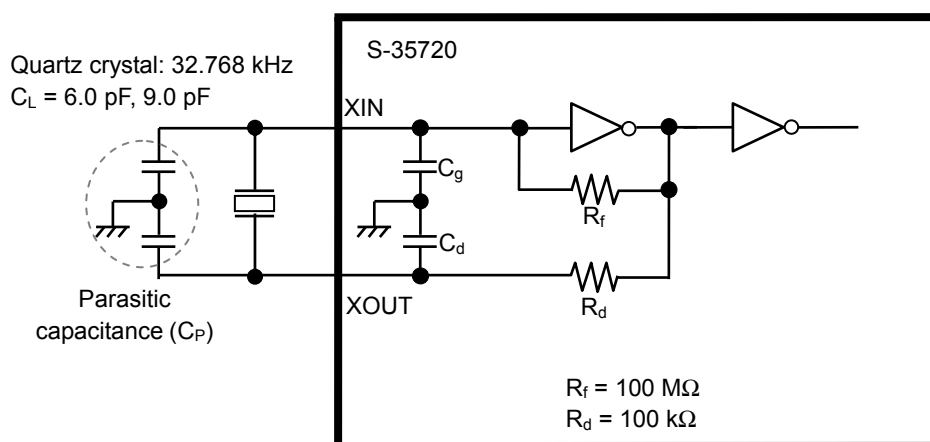 S-35720
Quartz crystal: 32.768 kHz
C_L = 6.0 pF, 9.0 pF
XIN
C_g
R_f
C_d
XOUT
R_d
Parasitic
capacitance (C_P)
R_f = 100 MΩ
R_d = 100 kΩ